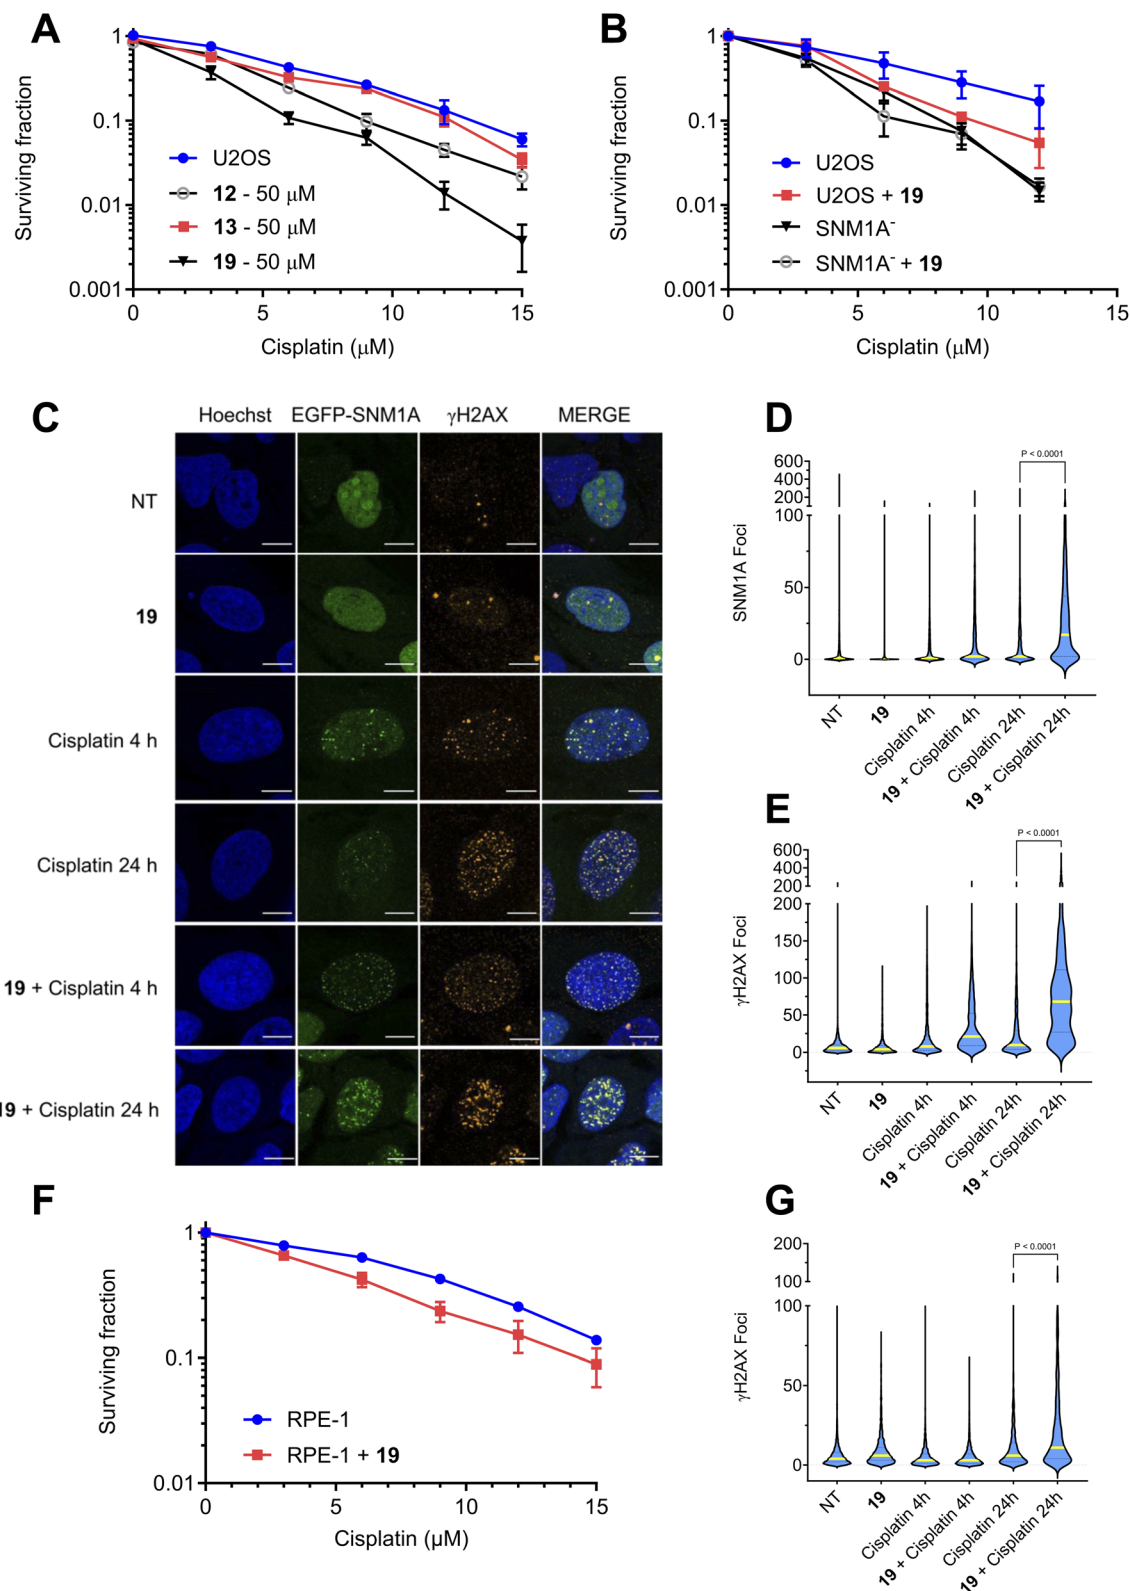 A
Surviving fraction
1
0.1
0.01
0.001
0
5
10
15
Cisplatin (μM)
U2OS
12 - 50 μM
13 - 50 μM
19 - 50 μM
B
Surviving fraction
1
0.1
0.01
0.001
0
5
10
15
Cisplatin (μM)
U2OS
U2OS + 19
SNM1A⁻
SNM1A⁻ + 19
C
Hoechst
EGFP-SNM1A
γH2AX
MERGE
NT
19
Cisplatin 4 h
Cisplatin 24 h
19 + Cisplatin 4 h
19 + Cisplatin 24 h
D
SNM1A Foci
600
400
200
100
50
0
P < 0.0001
NT
19
Cisplatin 4h
19 + Cisplatin 4h
Cisplatin 24h
19 + Cisplatin 24h
E
γH2AX Foci
600
400
200
200
150
100
50
0
P < 0.0001
NT
19
Cisplatin 4h
19 + Cisplatin 4h
Cisplatin 24h
19 + Cisplatin 24h
F
Surviving fraction
1
0.1
0.01
0
5
10
15
Cisplatin (μM)
RPE-1
RPE-1 + 19
G
γH2AX Foci
200
100
100
50
0
P < 0.0001
NT
19
Cisplatin 4h
19 + Cisplatin 4h
Cisplatin 24h
19 + Cisplatin 24h